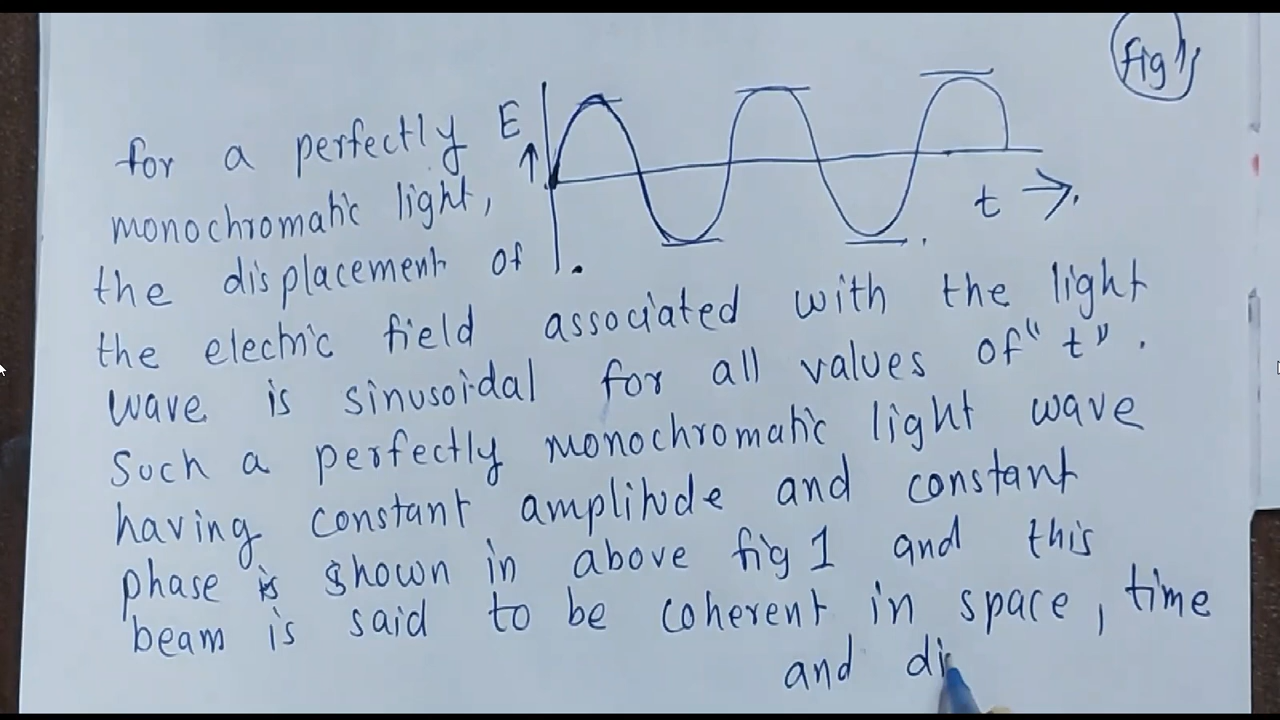 fig 1
E
for a perfectly
monochromatic light,
t
the displacement of
the electric field associated with the light
wave is sinusoidal for all values of "t".
Such a perfectly monochromatic light wave
having constant amplitude and constant
phase is shown in above fig 1 and this
beam is said to be coherent in space, time
and di